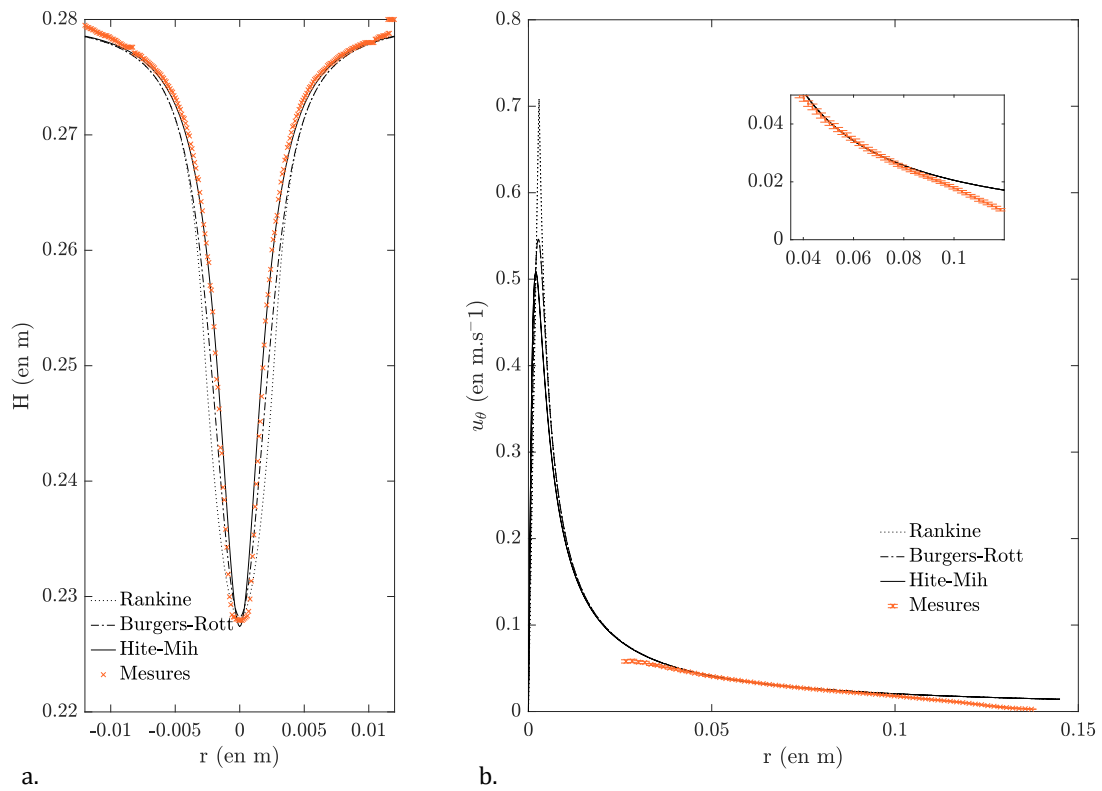 0.28
0.27
0.26
0.25
0.24
0.23
0.22
H (en m)
-0.01
-0.005
0
0.005
0.01
r (en m)
Rankine
Burgers-Rott
Hite-Mih
Mesures
a.
0.8
0.7
0.6
0.5
0.4
0.3
0.2
0.1
0
u_θ (en m.s−1)
0
0.05
0.1
0.15
r (en m)
0.04
0.02
0
0.04
0.06
0.08
0.1
Rankine
Burgers-Rott
Hite-Mih
Mesures
b.